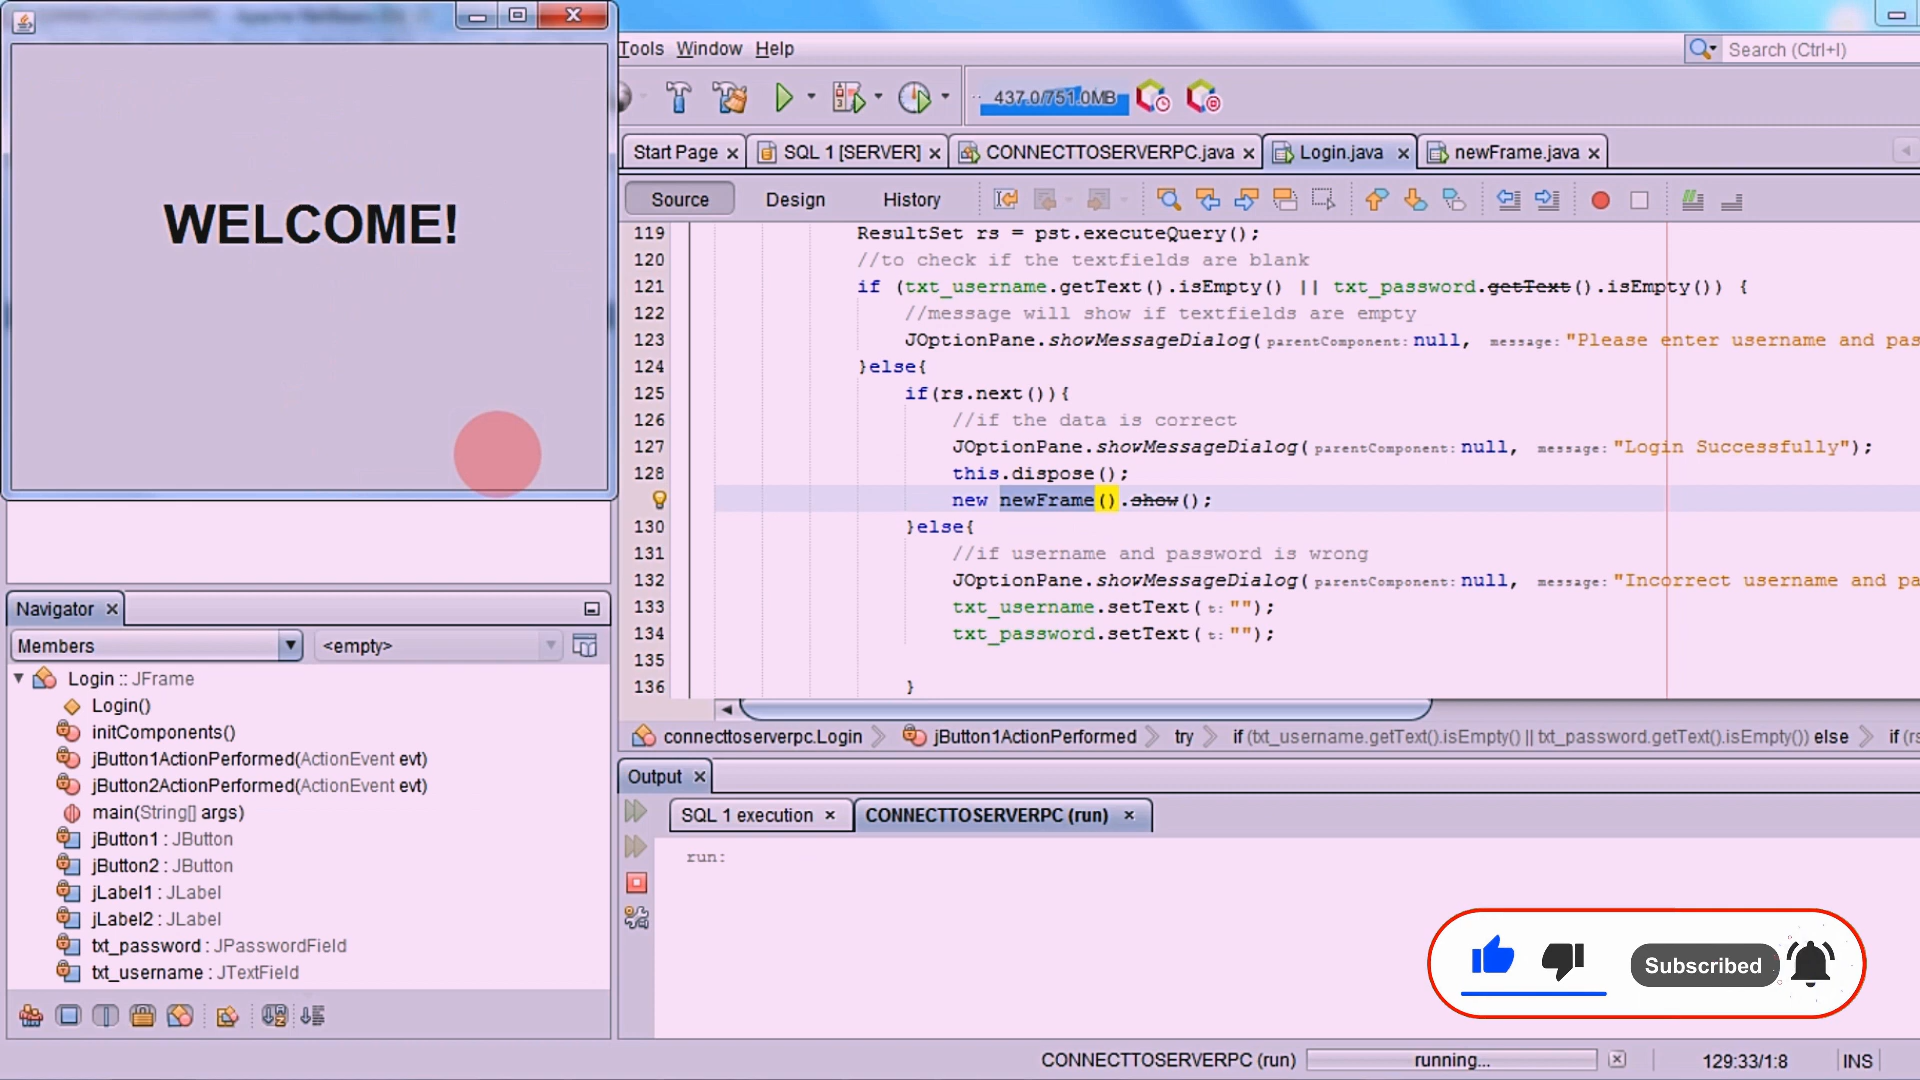 WELCOME!
Tools Window Help
Search (Ctrl+I)
437.0/751.0MB
Start Page SQL 1 [SERVER] CONNECTTOSERVERPC.java Login.java newFrame.java
Source Design History
119 ResultSet rs = pst.executeQuery();
120 //to check if the textfields are blank
121 if (txt_username.getText().isEmpty() || txt_password.getText().isEmpty()) {
122 //message will show if textfields are empty
123 JOptionPane.showMessageDialog(parentComponent: null, message: "Please enter username and pas
124 }else{
125 if(rs.next()){
126 //if the data is correct
127 JOptionPane.showMessageDialog(parentComponent: null, message: "Login Successfully");
128 this.dispose();
new newFrame().show();
130 }else{
131 //if username and password is wrong
132 JOptionPane.showMessageDialog(parentComponent: null, message: "Incorrect username and pa
133 txt_username.setText(t: "");
134 txt_password.setText(t: "");
135
136 }
connecttoserverpc.Login jButton1ActionPerformed try if (txt_username.getText().isEmpty() || txt_password.getText().isEmpty()) else if (rs
Navigator
Members <empty>
Login :: JFrame
Login()
initComponents()
jButton1ActionPerformed(ActionEvent evt)
jButton2ActionPerformed(ActionEvent evt)
main(String[] args)
jButton1 : JButton
jButton2 : JButton
jLabel1 : JLabel
jLabel2 : JLabel
txt_password : JPasswordField
txt_username : JTextField
Output
SQL 1 execution CONNECTTOSERVERPC (run)
run:
Subscribed
CONNECTTOSERVERPC (run) running... 129:33/1:8 INS